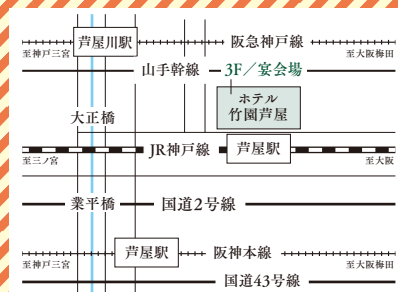 芦屋川駅
阪急神戸線
至神戸三宮
至大阪梅田
山手幹線
3F／宴会場
ホテル
竹園芦屋
大正橋
JR神戸線
芦屋駅
至三ノ宮
至大阪
業平橋
国道2号線
芦屋駅
阪神本線
至神戸三宮
至大阪梅田
国道43号線